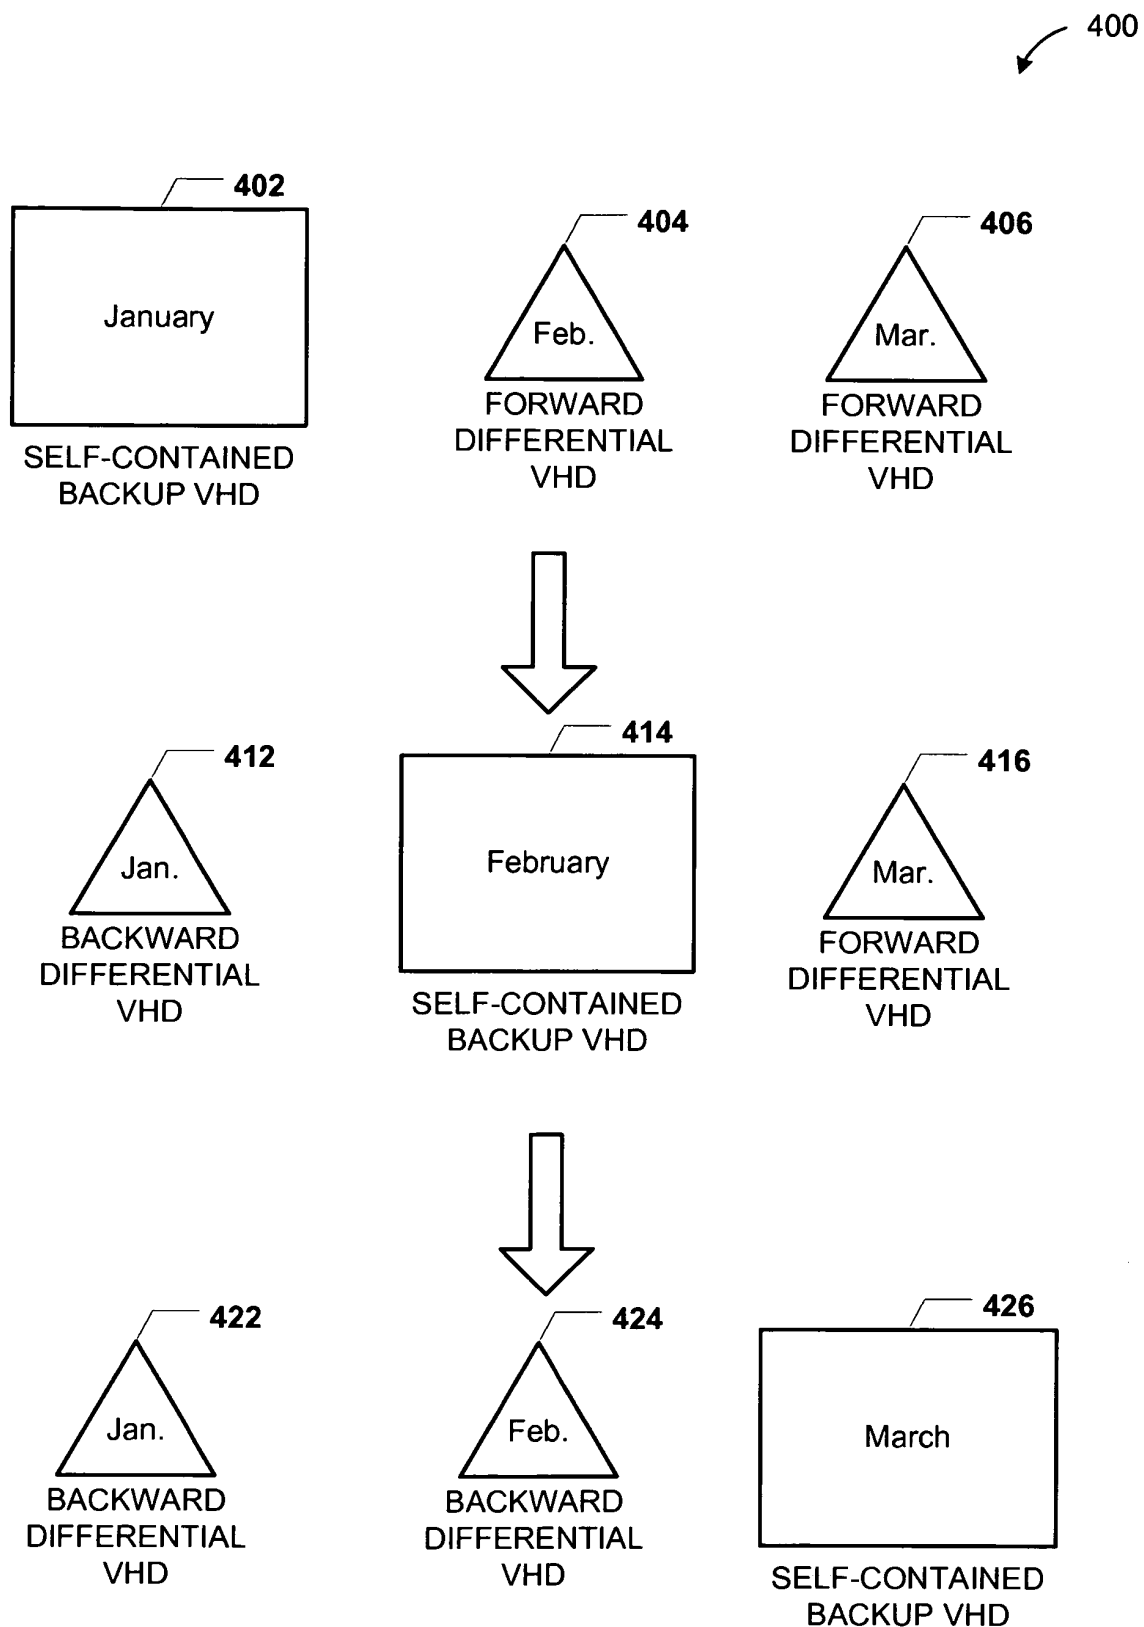 400
402
January
SELF-CONTAINED
BACKUP VHD
404
Feb.
FORWARD
DIFFERENTIAL
VHD
406
Mar.
FORWARD
DIFFERENTIAL
VHD
412
Jan.
BACKWARD
DIFFERENTIAL
VHD
414
February
SELF-CONTAINED
BACKUP VHD
416
Mar.
FORWARD
DIFFERENTIAL
VHD
422
Jan.
BACKWARD
DIFFERENTIAL
VHD
424
Feb.
BACKWARD
DIFFERENTIAL
VHD
426
March
SELF-CONTAINED
BACKUP VHD